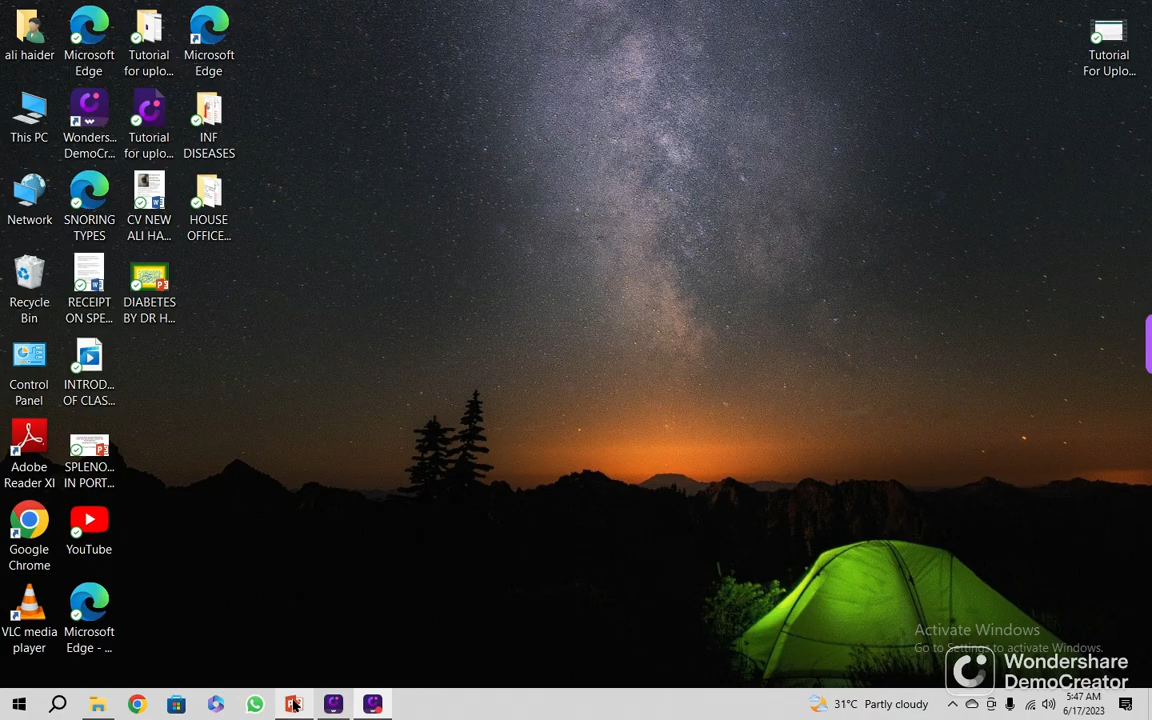 ali haider
Microsoft
Edge
Tutorial
for uplo...
Microsoft
Edge
Tutorial
For Uplo...
This PC
Wonders...
DemoCr...
Tutorial
for uplo...
INF
DISEASES
Network
SNORING
TYPES
CV NEW
ALI HA...
HOUSE
OFFICE...
Recycle
Bin
RECEIPT
ON SPE...
DIABETES
BY DR H...
Control
Panel
INTROD...
OF CLAS...
Adobe
Reader XI
SPLENO...
IN PORT...
Google
Chrome
YouTube
VLC media
player
Microsoft
Edge - ...
Activate Windows
Go to Settings to activate Windows.
Wondershare
DemoCreator
31°C Partly cloudy
5:47 AM
6/17/2023